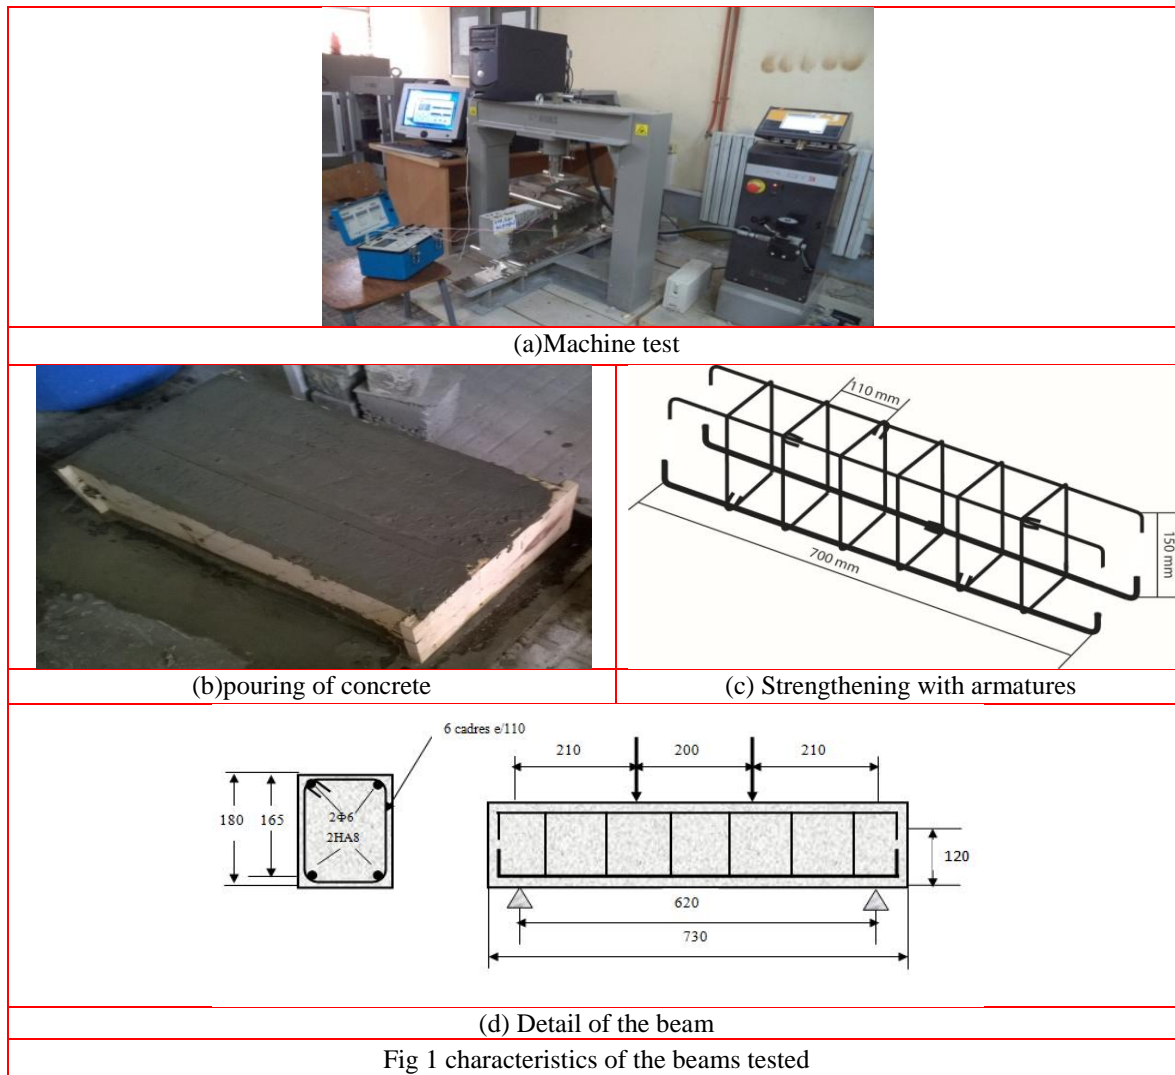 (a)Machine test
110 mm
700 mm
150 mm
(b)pouring of concrete
(c) Strengthening with armatures
6 cadres e/110
210
200
210
180
165
2Φ6
2HA8
120
620
730
(d) Detail of the beam
Fig 1 characteristics of the beams tested